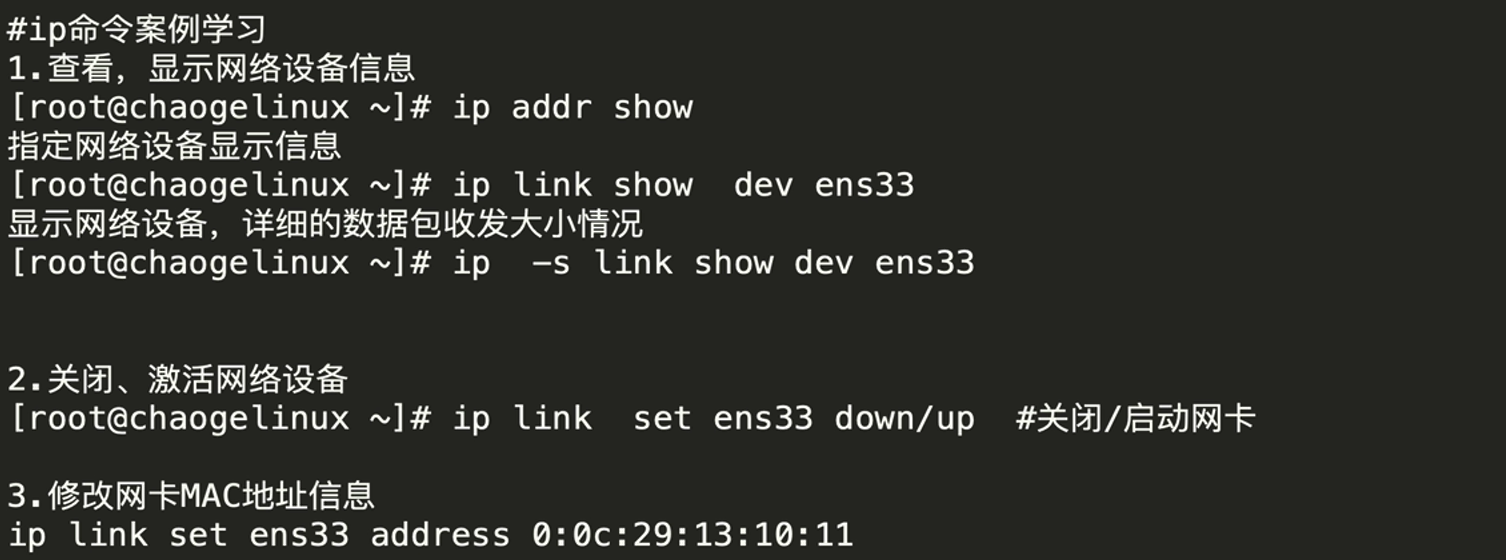 #ip命令案例学习
1.查看，显示网络设备信息
[root@chaogelinux ~]# ip addr show
指定网络设备显示信息
[root@chaogelinux ~]# ip link show  dev ens33
显示网络设备，详细的数据包收发大小情况
[root@chaogelinux ~]# ip  -s link show dev ens33
2.关闭、激活网络设备
[root@chaogelinux ~]# ip link  set ens33 down/up  #关闭/启动网卡
3.修改网卡MAC地址信息
ip link set ens33 address 0:0c:29:13:10:11